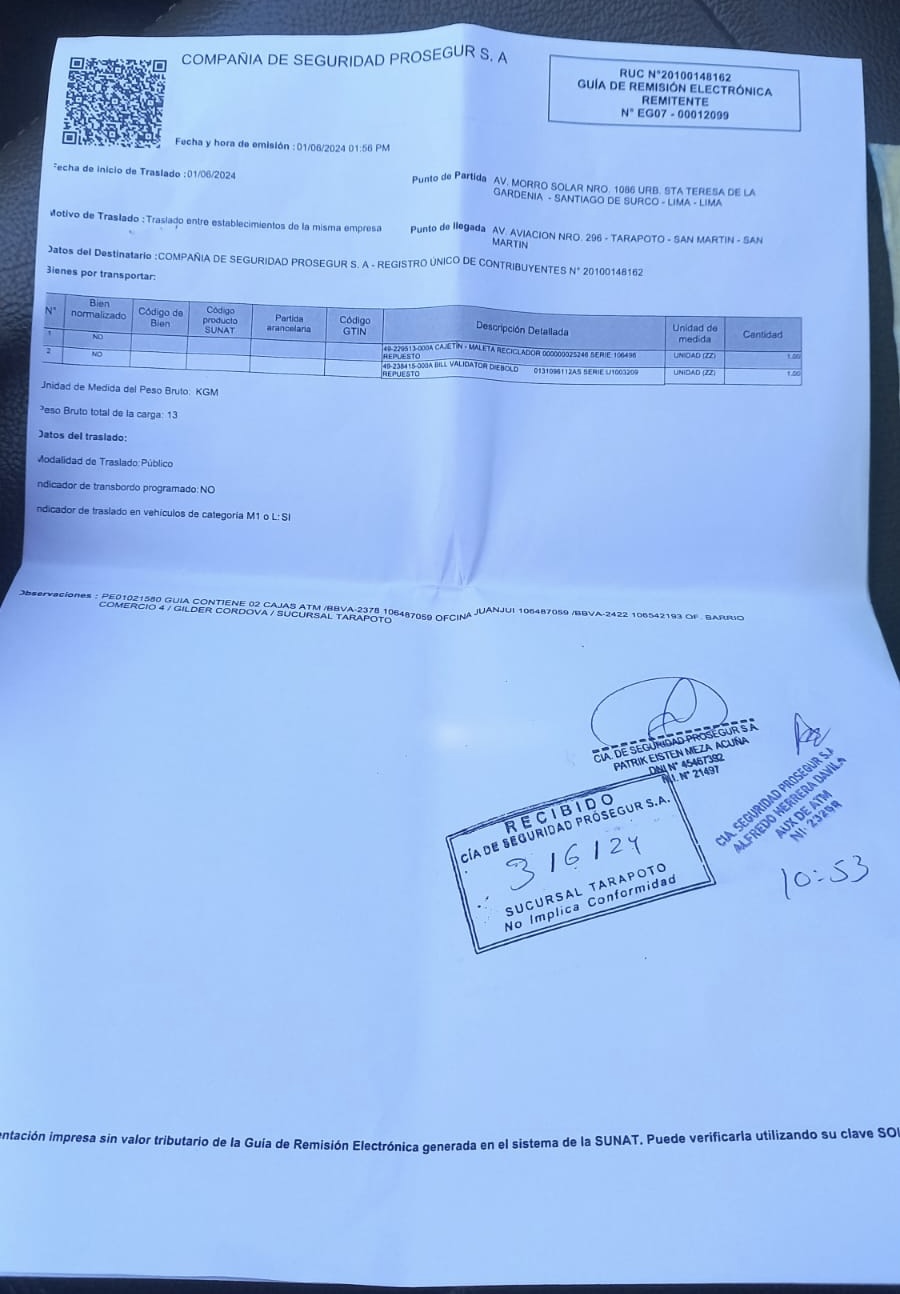 COMPAÑIA DE SEGURIDAD PROSEGUR S. A
RUC N°20100148162
GUÍA DE REMISIÓN ELECTRÓNICA
REMITENTE
N° EG07 - 00012099
Fecha y hora de emisión : 01/06/2024 01:56 PM
Fecha de inicio de Traslado :01/06/2024
Punto de Partida AV. MORRO SOLAR NRO. 1086 URB. STA TERESA DE LA
GARDENIA - SANTIAGO DE SURCO - LIMA - LIMA
Motivo de Traslado : Traslado entre establecimientos de la misma empresa
Punto de llegada AV. AVIACION NRO. 296 - TARAPOTO - SAN MARTIN - SAN
MARTIN
Datos del Destinatario :COMPAÑIA DE SEGURIDAD PROSEGUR S. A - REGISTRO ÚNICO DE CONTRIBUYENTES N° 20100148162
Bienes por transportar:
N° Bien normalizado Código de Bien Código producto SUNAT Partida arancelaria Código GTIN Descripción Detallada Unidad de medida Cantidad
1 NO 49-229513-000A CAJETÍN - MALETA RECICLADOR 000000025246 SERIE 106496 REPUESTO UNIDAD (ZZ) 1.00
2 NO 49-238415-000A BILL VALIDATOR DIEBOLD 0131096112AS SERIE U1003209 REPUESTO UNIDAD (ZZ) 1.00
Unidad de Medida del Peso Bruto: KGM
Peso Bruto total de la carga: 13
Datos del traslado:
Modalidad de Traslado: Público
ndicador de transbordo programado: NO
ndicador de traslado en vehículos de categoría M1 o L: SI
Observaciones : PE01021580 GUIA CONTIENE 02 CAJAS ATM /BBVA-2378 106487059 OFCINA JUANJUI 106487059 /BBVA-2422 106542193 OF. BARRIO
COMERCIO 4 / GILDER CORDOVA / SUCURSAL TARAPOTO
CIA. DE SEGURIDAD PROSEGUR S A
PATRIK EISTEN MEZA ACUÑA
DNI N° 45467392
N.I. N° 21497
CIA. SEGURIDAD PROSEGUR S.A
ALFREDO HERRERA DAVILA
AUX DE ATM
NI: 23298
RECIBIDO
CÍA DE SEGURIDAD PRÓSEGUR S.A.
3/6/24
SUCURSAL TARAPOTO
No Implica Conformidad
10:53
entación impresa sin valor tributario de la Guía de Remisión Electrónica generada en el sistema de la SUNAT. Puede verificarla utilizando su clave SOL